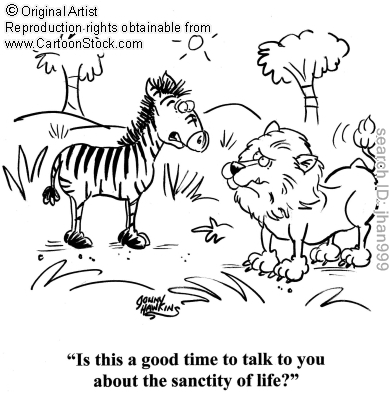 © Original Artist
Reproduction rights obtainable from
www.CartoonStock.com
search ID: jhan999
JOHNNY
HAWKINS
"Is this a good time to talk to you
about the sanctity of life?"